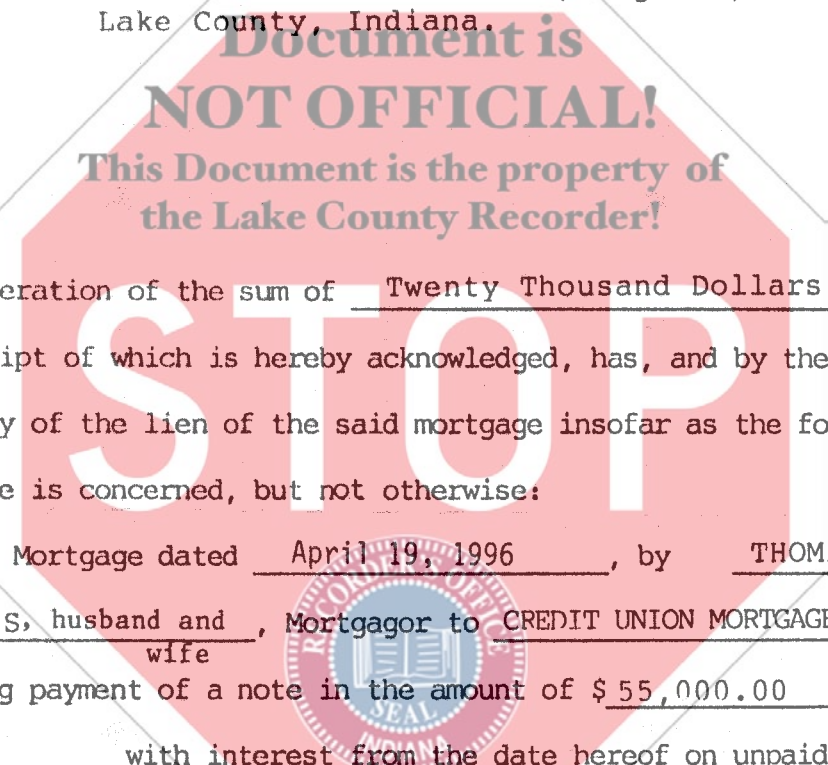 Lake County, Indiana.
Document is
NOT OFFICIAL!
This Document is the property of
the Lake County Recorder!
eration of the sum of Twenty Thousand Dollars
STOP
ipt of which is hereby acknowledged, has, and by the
y of the lien of the said mortgage insofar as the fo
e is concerned, but not otherwise:
Mortgage dated April 19, 1996, by THOM
S, husband and wife, Mortgagor to CREDIT UNION MORTGAGE
g payment of a note in the amount of $55,000.00
RECORDER'S OFFICE
SEAL
INDIANA
with interest from the date hereof on unpaid